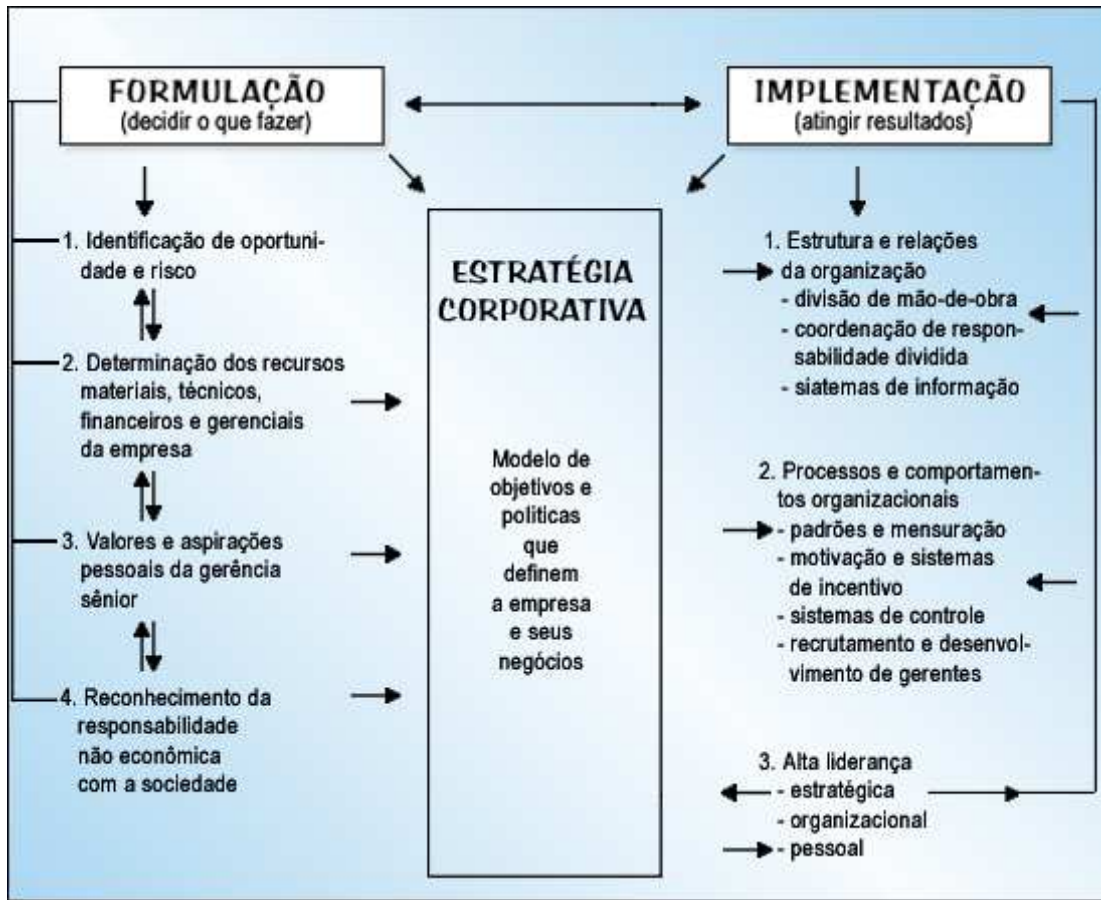 FORMULAÇÃO
(decidir o que fazer)
1. Identificação de oportuni-
dade e risco
2. Determinação dos recursos
materiais, técnicos,
financeiros e gerenciais
da empresa
3. Valores e aspirações
pessoais da gerência
sênior
4. Reconhecimento da
responsabilidade
não econômica
com a sociedade
ESTRATÉGIA
CORPORATIVA
Modelo de
objetivos e
politicas
que
definem
a empresa
e seus
negócios
IMPLEMENTAÇÃO
(atingir resultados)
1. Estrutura e relações
da organização
- divisão de mão-de-obra
- coordenação de respon-
sabilidade dividida
- siatemas de informação
2. Processos e comportamen-
tos organizacionais
- padrões e mensuração
- motivação e sistemas
de incentivo
- sistemas de controle
- recrutamento e desenvol-
vimento de gerentes
3. Alta liderança
- estratégica
- organizacional
- pessoal